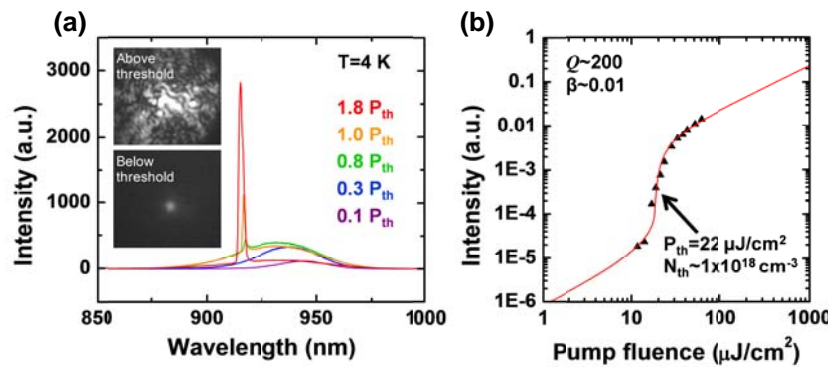 (a)
Intensity (a.u.)
3000
2000
1000
0
850
900
950
1000
Wavelength (nm)
Above
threshold
Below
threshold
T=4 K
1.8 Pth
1.0 Pth
0.8 Pth
0.3 Pth
0.1 Pth
(b)
Intensity (a.u.)
1
0.1
0.01
1E-3
1E-4
1E-5
1E-6
1
10
100
1000
Pump fluence (μJ/cm²)
Q~200
β~0.01
Pth=22 μJ/cm²
Nth~1x10¹⁸ cm⁻³